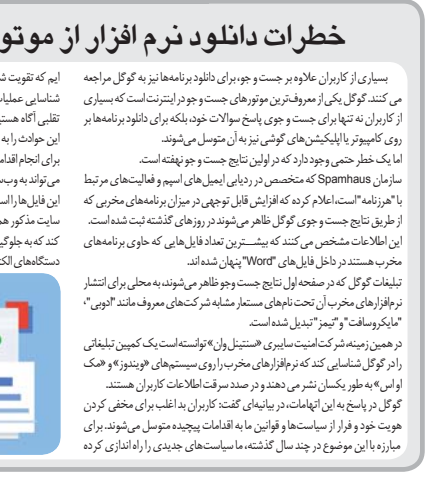 خطرات دانلود نرم افزار از موتو
بسیاری از کاربران علاوه بر جست و جو، برای دانلود برنامه‌ها نیز به گوگل مراجعه
می کنند. گوگل یکی از معروف‌ترین موتورهای جست و جو در اینترنت است که بسیاری
از کاربران نه تنها برای جست و جوی پاسخ سوالات خود، بلکه برای دانلود برنامه‌ها بر
روی کامپیوتر یا اپلیکیشن‌های گوشی نیز به آن متوسل می‌شوند.
اما یک خطر حتمی وجود دارد که در اولین نتایج جست و جو نهفته است.
سازمان Spamhaus که متخصص در ردیابی ایمیل‌های اسپم و فعالیت‌های مرتبط
با "هرزنامه" است، اعلام کرده که افزایش قابل توجهی در میزان برنامه‌های مخربی که
از طریق نتایج جست و جوی گوگل ظاهر می‌شوند در روزهای گذشته ثبت شده است.
این اطلاعات مشخص می کنند که بیشترین تعداد فایل‌هایی که حاوی برنامه‌های
مخرب هستند در داخل فایل های "Word" پنهان شده اند.
تبلیغات گوگل که در صفحه اول نتایج جست وجو ظاهر می‌شوند، به محلی برای انتشار
نرم‌افزارهای مخرب آن تحت نام‌های مستعار مشابه شرکت‌های معروف مانند "ادوبی"،
"مایکروسافت" و "تیمز" تبدیل شده است.
در همین زمینه، شرکت امنیت سایبری «سنتینل وان» توانسته است یک کمپین تبلیغاتی
را در گوگل شناسایی کند که نرم‌افزارهای مخرب را روی سیستم‌های «ویندوز» و «مک
او اس» به طور یکسان نشر می دهند و در صدد سرقت اطلاعات کاربران هستند.
گوگل در پاسخ به این اتهامات، در بیانیه‌ای گفت: کاربران بد اغلب برای مخفی کردن
هویت خود و فرار از سیاست‌ها و قوانین ما به اقدامات پیچیده متوسل می‌شوند. برای
مبارزه با این موضوع در چند سال گذشته، ما سیاست‌های جدیدی را راه اندازی کرده
ایم که تقویت ش
شناسایی عملیات
تقلبی آگاه هستی
این حوادث را به
برای انجام اقداما
می‌تواند به وب‌س
این فایل‌ها را اس
سایت مذکور هم
کند که به جلوگی
دستگاه‌های الکت